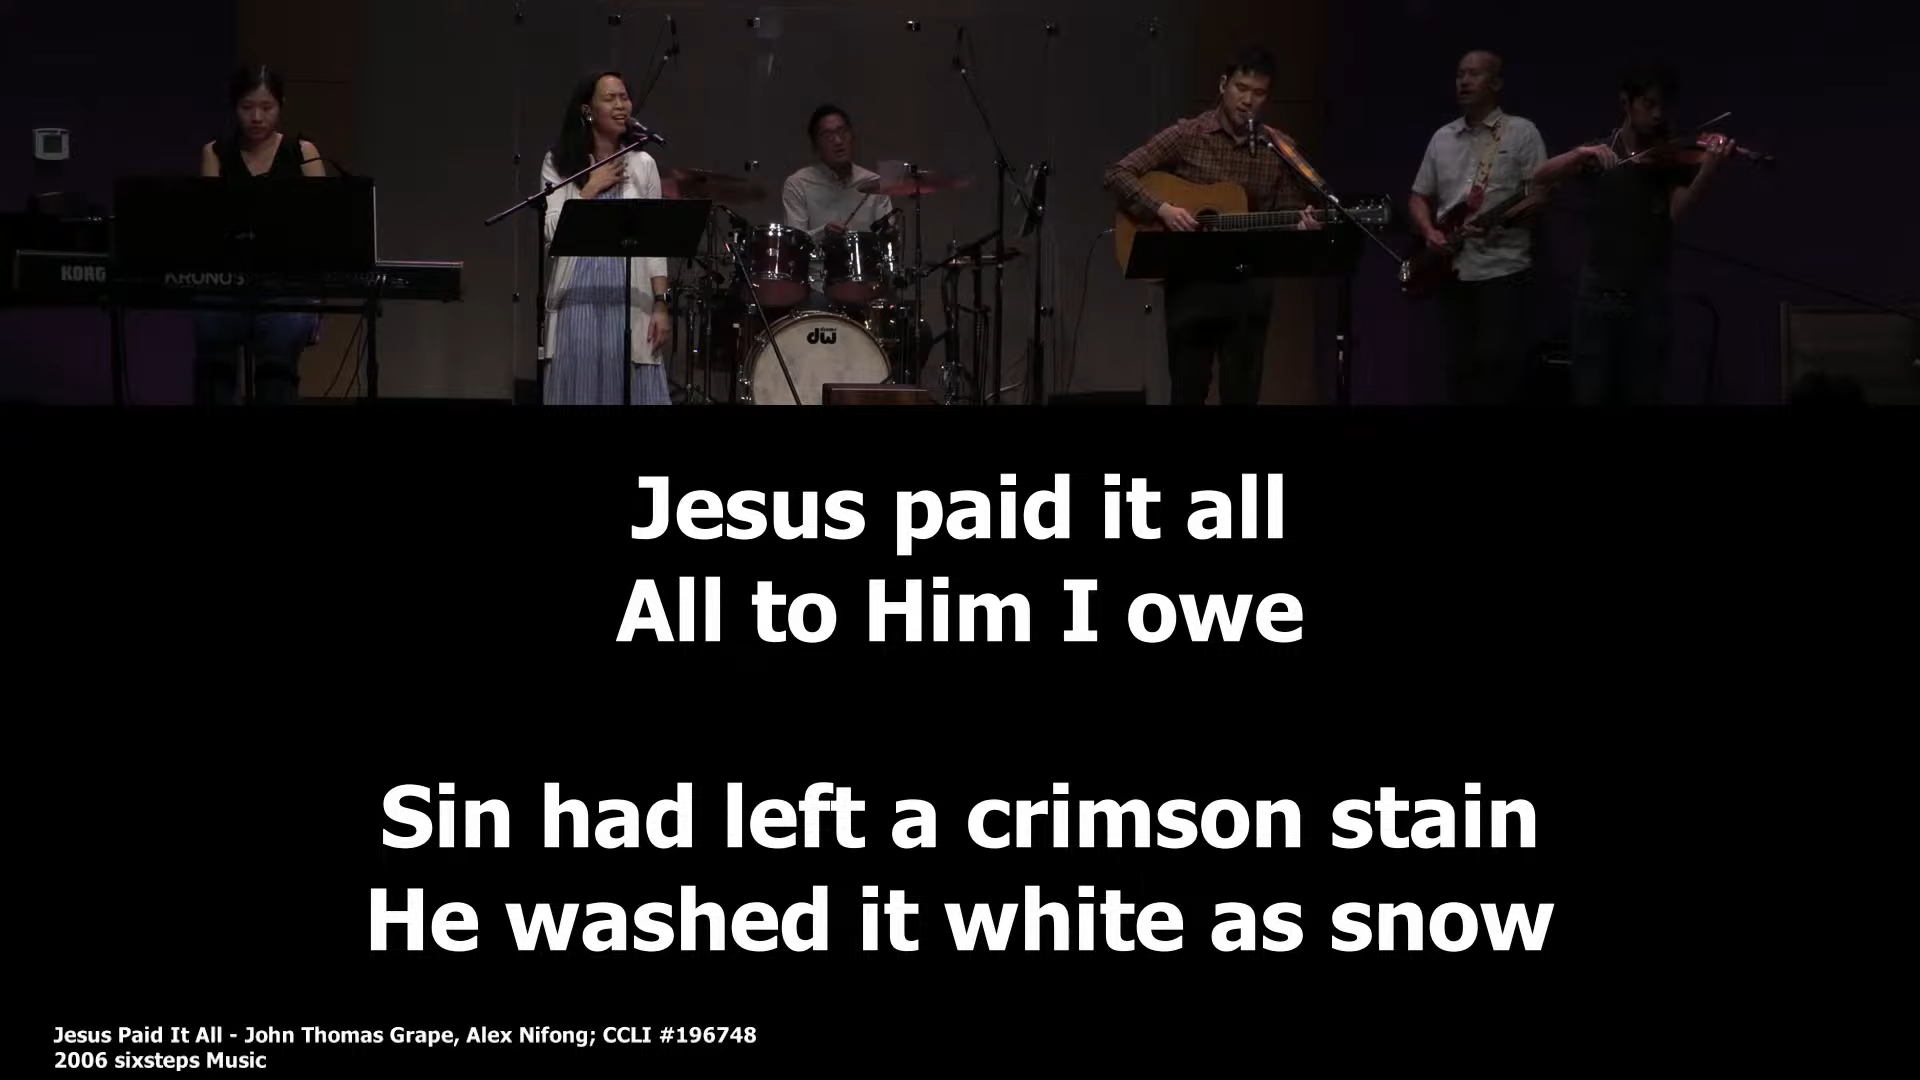 KORG
KRONOS
dw
Jesus paid it all
All to Him I owe
Sin had left a crimson stain
He washed it white as snow
Jesus Paid It All - John Thomas Grape, Alex Nifong; CCLI #196748
2006 sixsteps Music